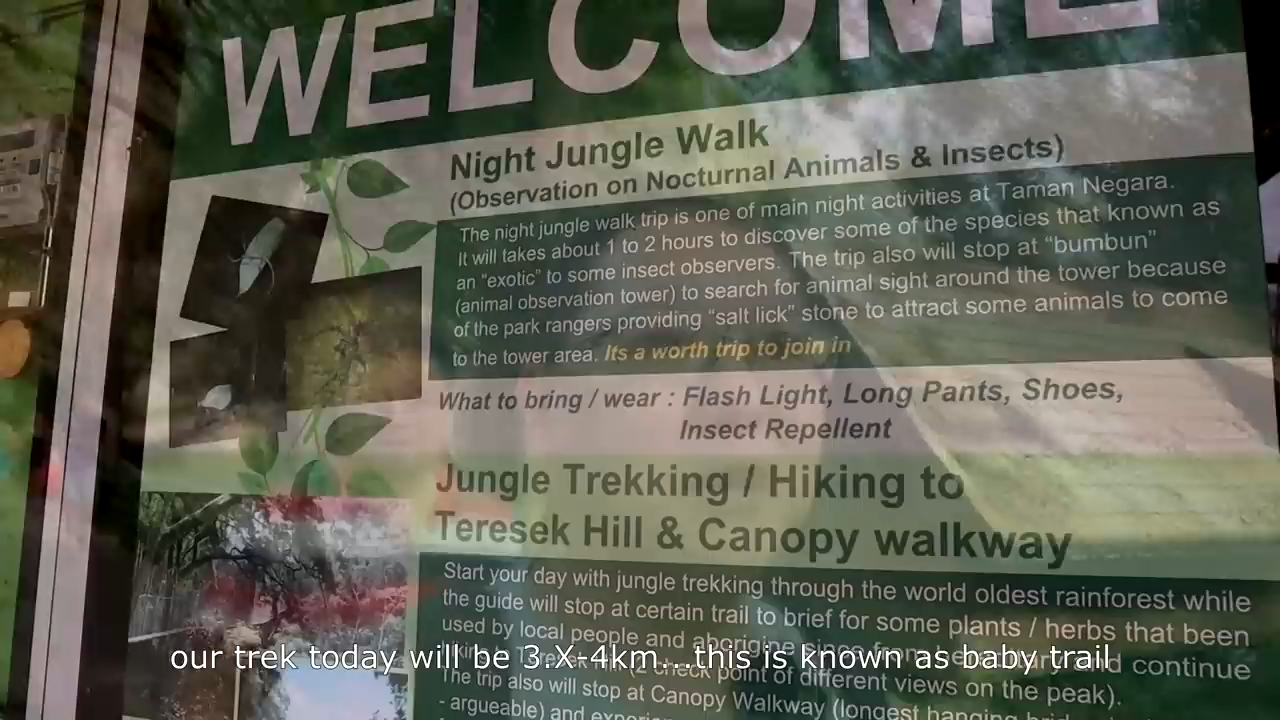 WELCOME
Night Jungle Walk
(Observation on Nocturnal Animals & Insects)
The night jungle walk trip is one of main night activities at Taman Negara.
It will takes about 1 to 2 hours to discover some of the species that known as
an “exotic” to some insect observers. The trip also will stop at “bumbun”
(animal observation tower) to search for animal sight around the tower because
of the park rangers providing “salt lick” stone to attract some animals to come
to the tower area. Its a worth trip to join in
What to bring / wear : Flash Light, Long Pants, Shoes,
Insect Repellent
Jungle Trekking / Hiking to
Teresek Hill & Canopy walkway
Start your day with jungle trekking through the world oldest rainforest while
the guide will stop at certain trail to brief for some plants / herbs that been
used by local people and aborigine and continue
(2 check point of different views on the peak).
our trek today will be 3.X-4km...this is known as baby trail
The trip also will stop at Canopy Walkway (longest hanging
- argueable) and